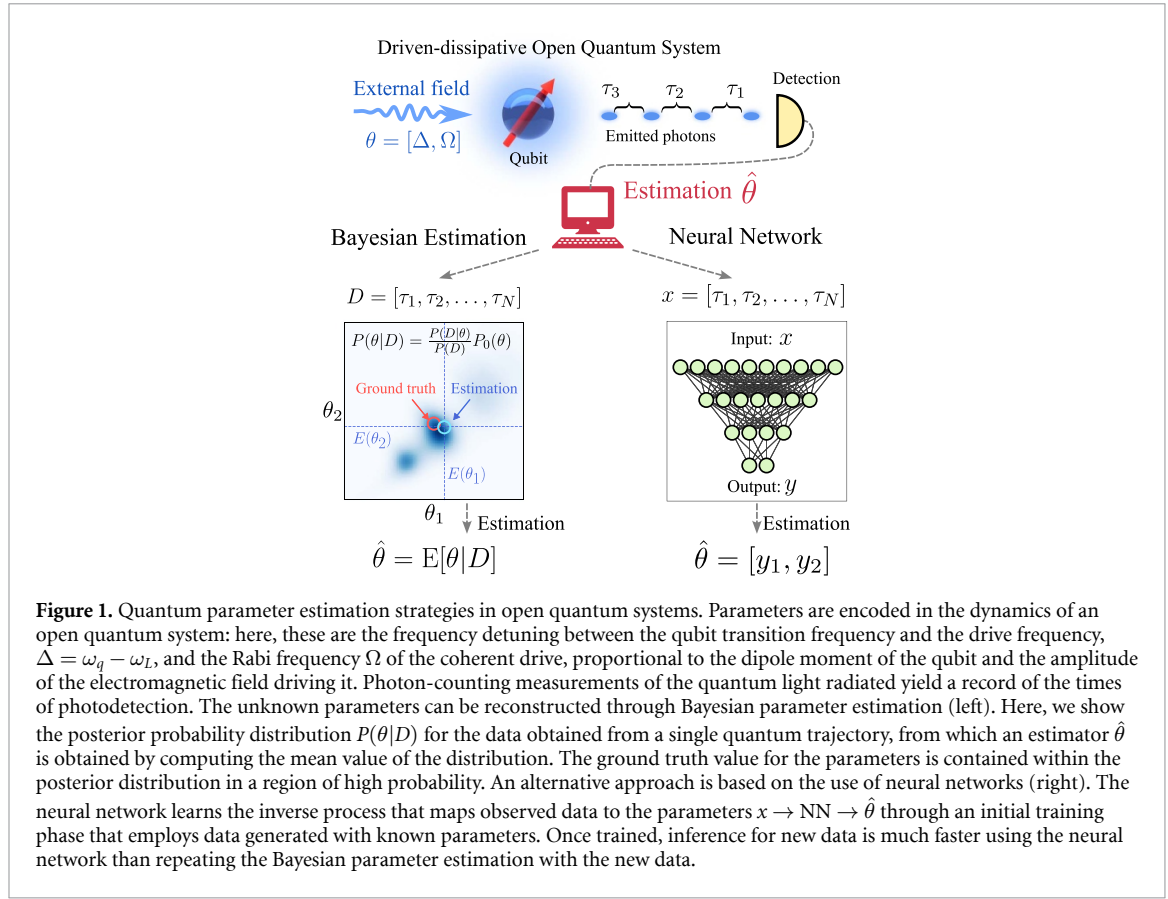 Driven-dissipative Open Quantum System
External field
θ = [Δ, Ω]
Qubit
τ₃ τ₂ τ₁
Emitted photons
Detection
Estimation θ̂
Bayesian Estimation
Neural Network
D = [τ₁, τ₂, . . . , τ_N]
P(θ|D) = P(D|θ)/P(D) P₀(θ)
Ground truth
Estimation
θ₂
E(θ₂)
E(θ₁)
θ₁
Estimation
θ̂ = E[θ|D]
x = [τ₁, τ₂, . . . , τ_N]
Input: x
Output: y
Estimation
θ̂ = [y₁, y₂]
Figure 1. Quantum parameter estimation strategies in open quantum systems. Parameters are encoded in the dynamics of an
open quantum system: here, these are the frequency detuning between the qubit transition frequency and the drive frequency,
Δ = ω_q − ω_L, and the Rabi frequency Ω of the coherent drive, proportional to the dipole moment of the qubit and the amplitude
of the electromagnetic field driving it. Photon-counting measurements of the quantum light radiated yield a record of the times
of photodetection. The unknown parameters can be reconstructed through Bayesian parameter estimation (left). Here, we show
the posterior probability distribution P(θ|D) for the data obtained from a single quantum trajectory, from which an estimator θ̂
is obtained by computing the mean value of the distribution. The ground truth value for the parameters is contained within the
posterior distribution in a region of high probability. An alternative approach is based on the use of neural networks (right). The
neural network learns the inverse process that maps observed data to the parameters x → NN → θ̂ through an initial training
phase that employs data generated with known parameters. Once trained, inference for new data is much faster using the neural
network than repeating the Bayesian parameter estimation with the new data.